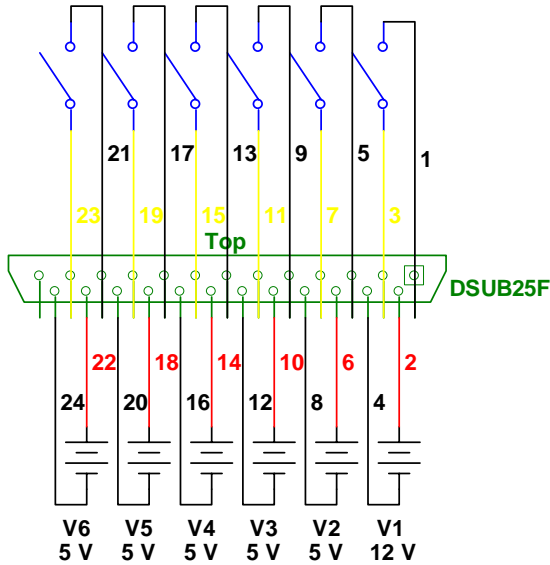 21 17 13 9 5 1
23 19 15 11 7 3
Top
DSUB25F
22 18 14 10 6 2
24 20 16 12 8 4
V6 V5 V4 V3 V2 V1
5 V 5 V 5 V 5 V 5 V 12 V